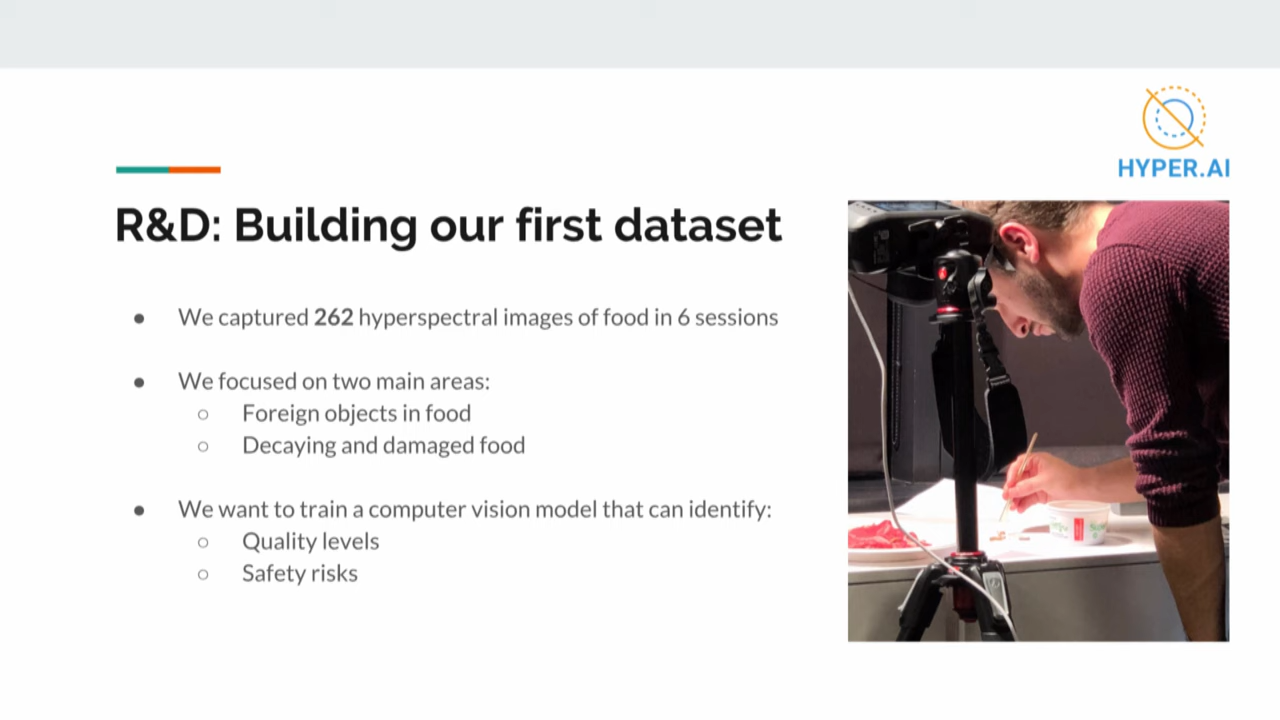 HYPER.AI
R&D: Building our first dataset
● We captured 262 hyperspectral images of food in 6 sessions
● We focused on two main areas:
○ Foreign objects in food
○ Decaying and damaged food
● We want to train a computer vision model that can identify:
○ Quality levels
○ Safety risks